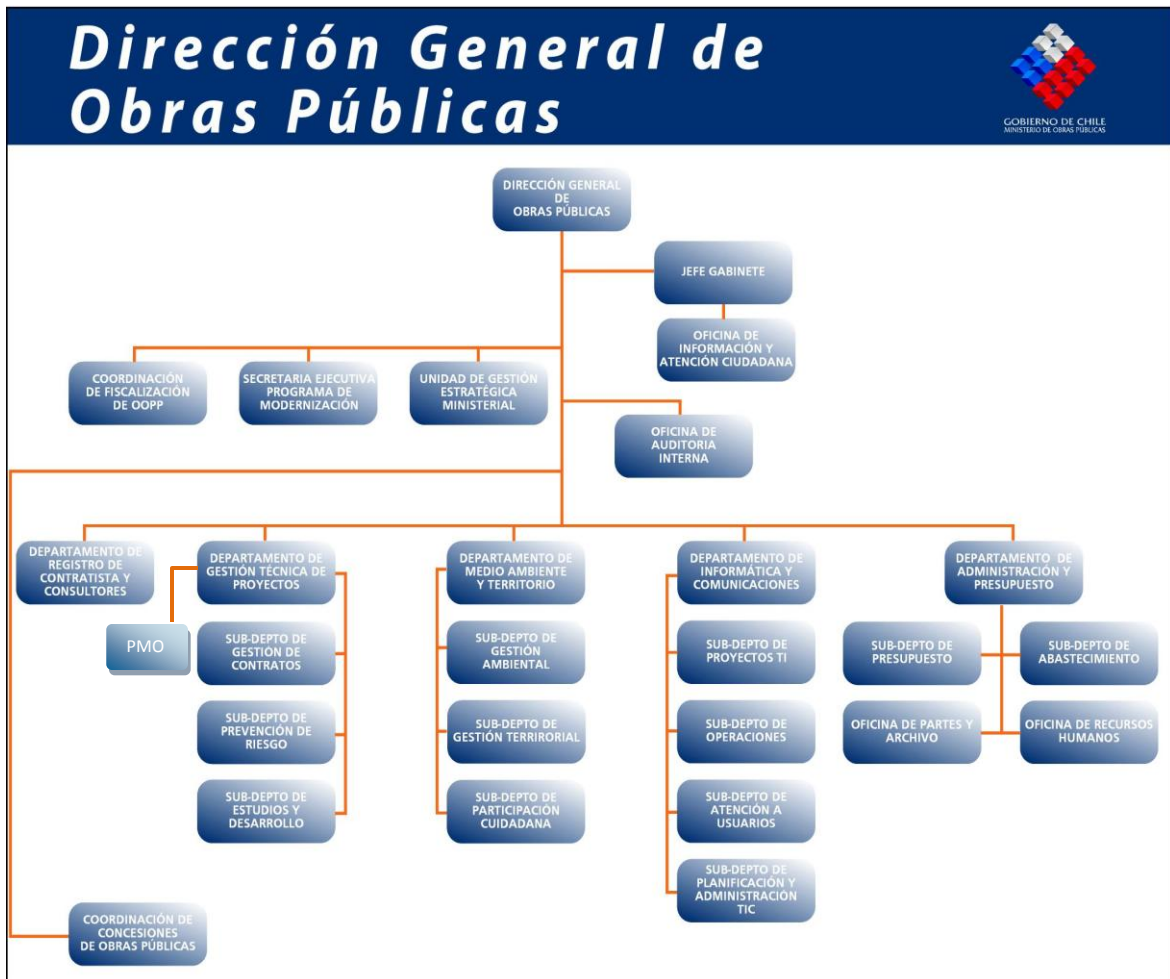 Dirección General de
Obras Públicas
GOBIERNO DE CHILE
MINISTERIO DE OBRAS PÚBLICAS
DIRECCIÓN GENERAL
DE
OBRAS PÚBLICAS
JEFE GABINETE
OFICINA DE
INFORMACIÓN Y
ATENCIÓN CIUDADANA
COORDINACIÓN
DE FISCALIZACIÓN
DE OOPP
SECRETARIA EJECUTIVA
PROGRAMA DE
MODERNIZACIÓN
UNIDAD DE GESTIÓN
ESTRATÉGICA
MINISTERIAL
OFICINA DE
AUDITORIA
INTERNA
DEPARTAMENTO DE
REGISTRO DE
CONTRATISTA Y
CONSULTORES
DEPARTAMENTO DE
GESTIÓN TÉCNICA DE
PROYECTOS
DEPARTAMENTO DE
MEDIO AMBIENTE
Y TERRITORIO
DEPARTAMENTO DE
INFORMÁTICA Y
COMUNICACIONES
DEPARTAMENTO DE
ADMINISTRACIÓN Y
PRESUPUESTO
PMO
SUB-DEPTO DE
GESTIÓN DE
CONTRATOS
SUB-DEPTO DE
GESTIÓN
AMBIENTAL
SUB-DEPTO DE
PROYECTOS TI
SUB-DEPTO DE
PRESUPUESTO
SUB-DEPTO DE
ABASTECIMIENTO
SUB-DEPTO DE
PREVENCIÓN DE
RIESGO
SUB-DEPTO DE
GESTIÓN TERRIRORIAL
SUB-DEPTO DE
OPERACIONES
OFICINA DE PARTES Y
ARCHIVO
OFICINA DE RECURSOS
HUMANOS
SUB-DEPTO DE
ESTUDIOS Y
DESARROLLO
SUB-DEPTO DE
PARTICIPACIÓN
CUIDADANA
SUB-DEPTO DE
ATENCIÓN A
USUARIOS
SUB-DEPTO DE
PLANIFICACIÓN Y
ADMINISTRACIÓN
TIC
COORDINACIÓN DE
CONCESIONES
DE OBRAS PÚBLICAS